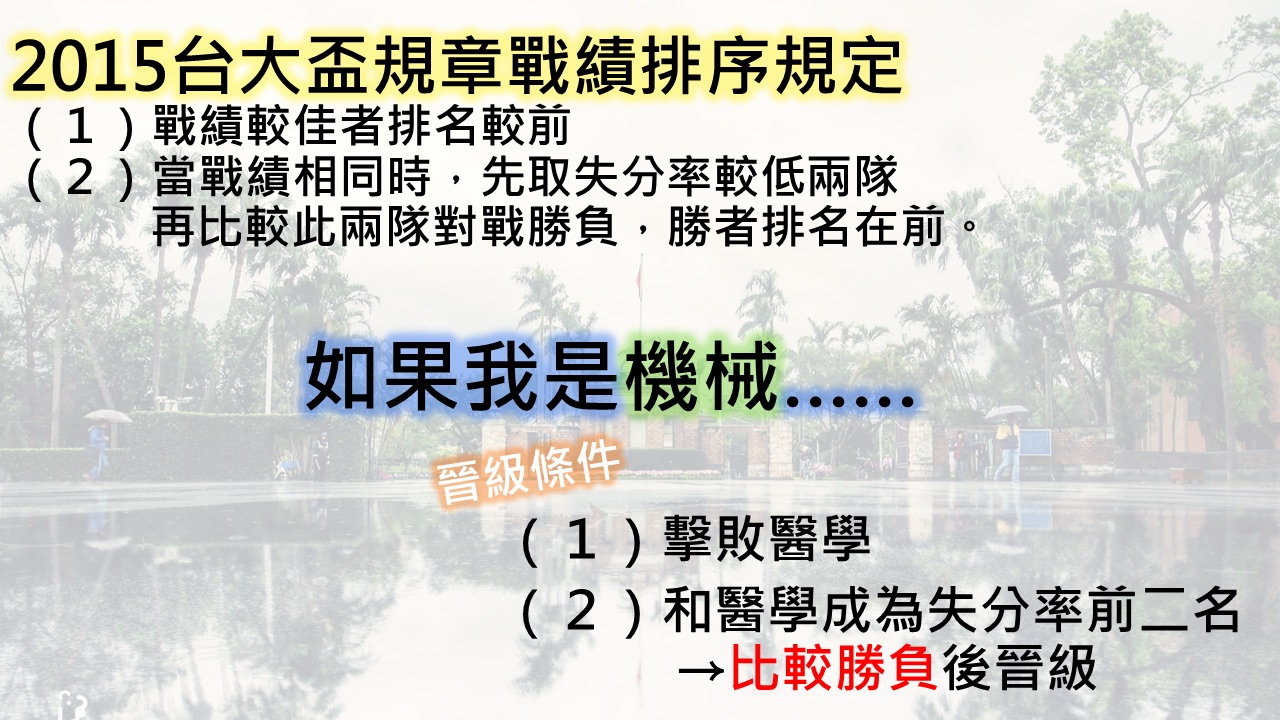 2015台大盃規章戰績排序規定
（１）戰績較佳者排名較前
（２）當戰績相同時，先取失分率較低兩隊
再比較此兩隊對戰勝負，勝者排名在前。
如果我是機械……
晉級條件
（１）擊敗醫學
（２）和醫學成為失分率前二名
→比較勝負後晉級